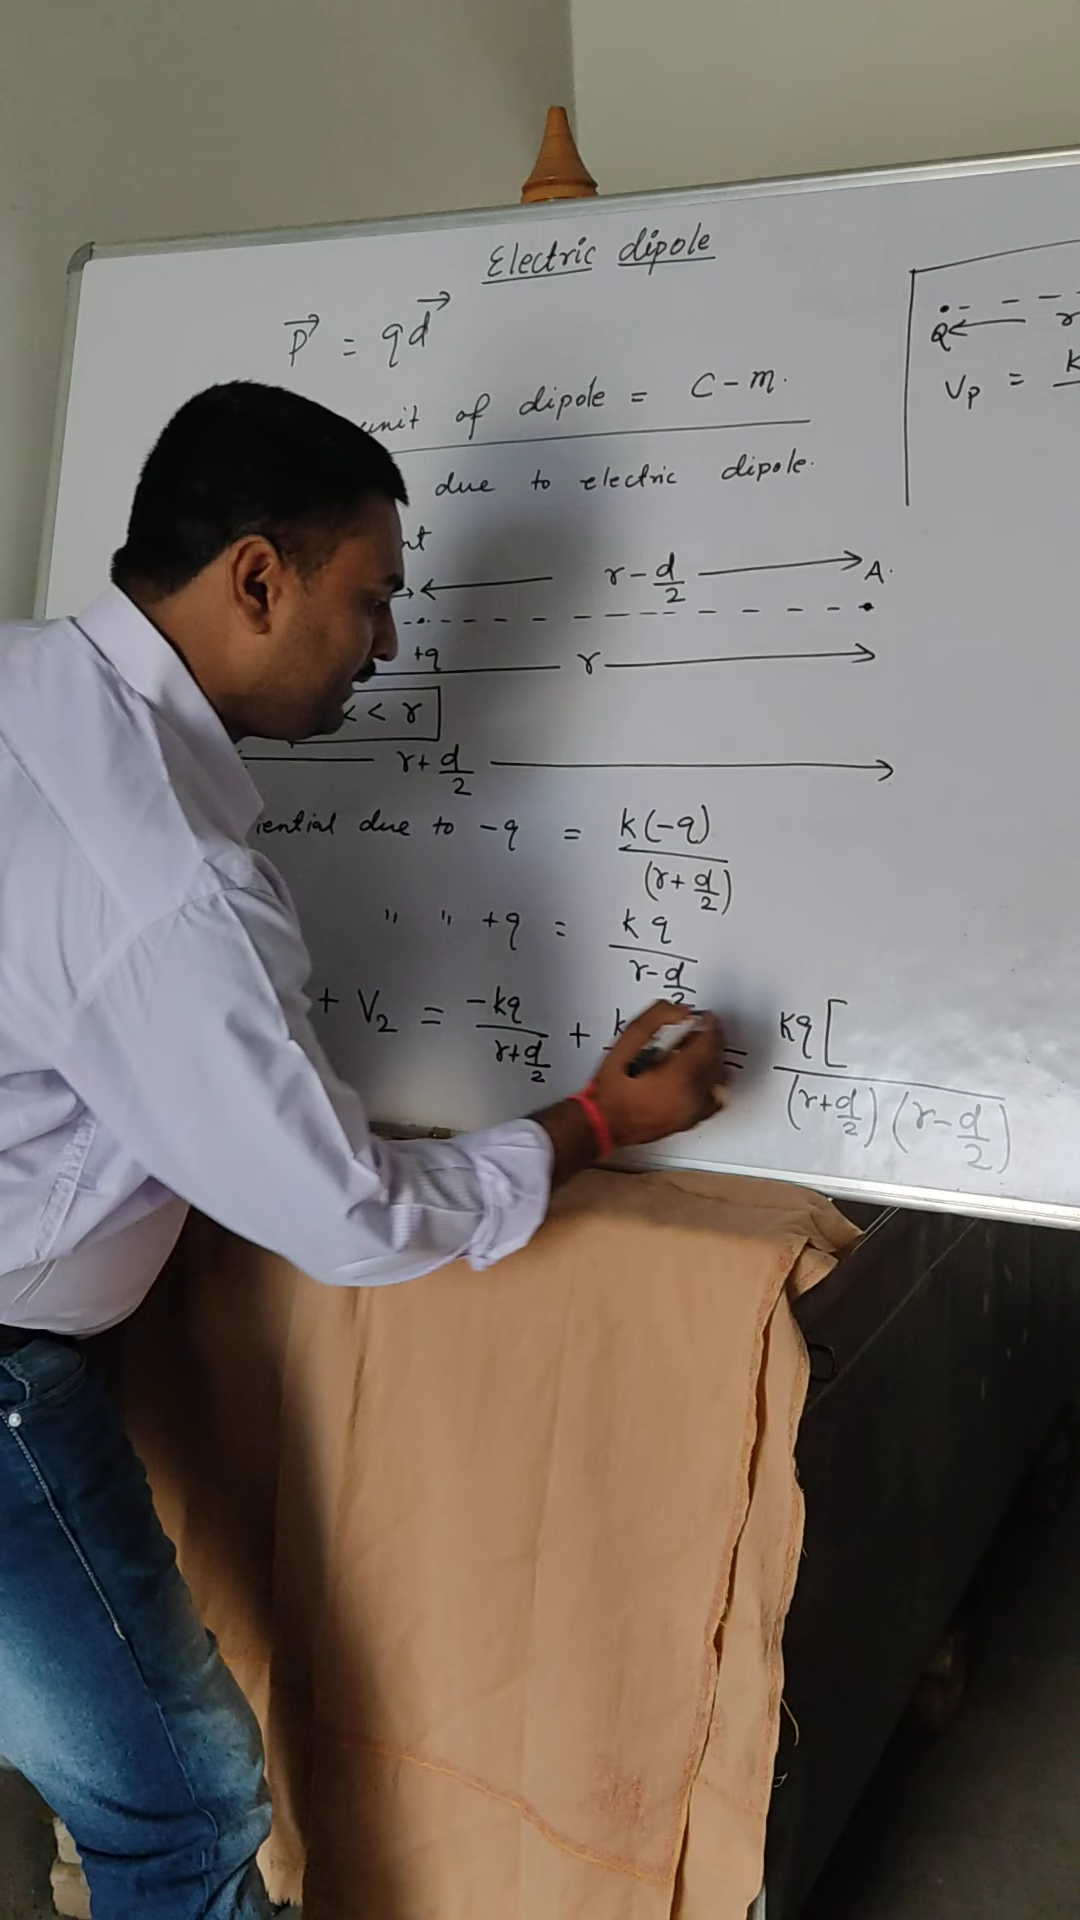 Electric dipole
P⃗ = qd⃗
unit of dipole = C-m.
due to electric dipole.
r - d/2 A.
+q
r
<< r
r + d/2
due to -q = k(-q)/(r+d/2)
" " +q = kq/(r-d/2)
+ V₂ = -kq/(r+d/2) + k = kq[/(r+d/2)(r-d/2)
Q r
Vp = k